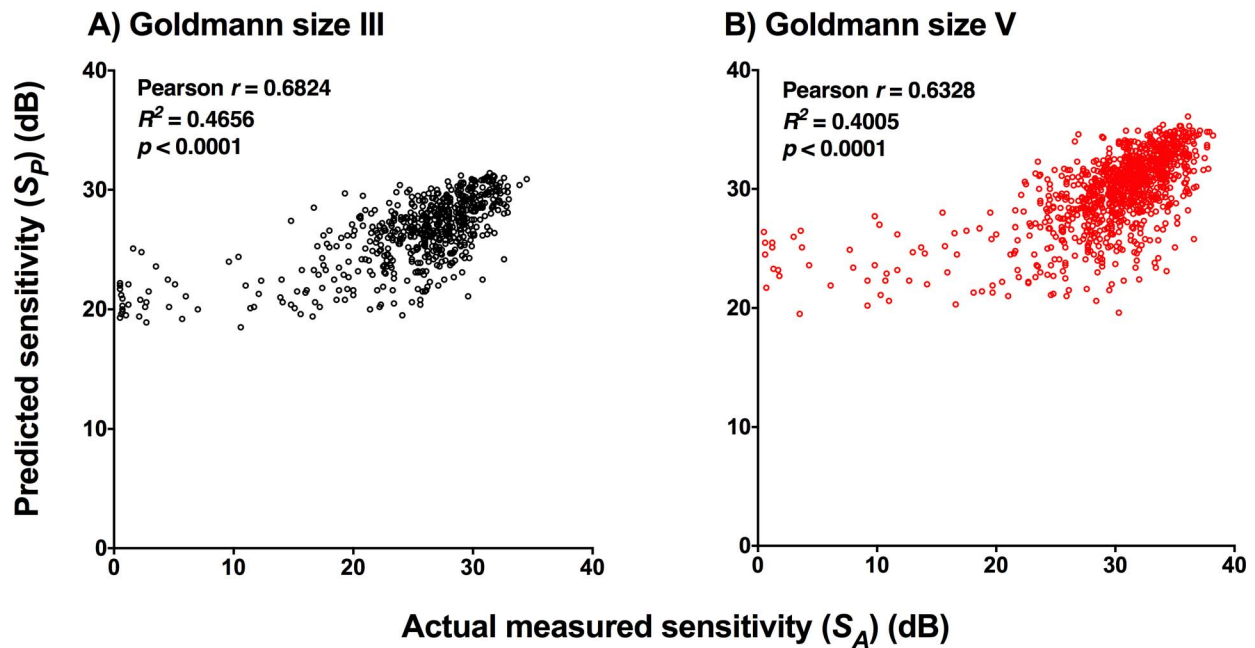 A) Goldmann size III
40
Pearson r = 0.6824
R² = 0.4656
p < 0.0001
30
20
10
0
0 10 20 30 40
Predicted sensitivity (S_P) (dB)
B) Goldmann size V
40
Pearson r = 0.6328
R² = 0.4005
p < 0.0001
30
20
10
0
0 10 20 30 40
Actual measured sensitivity (S_A) (dB)